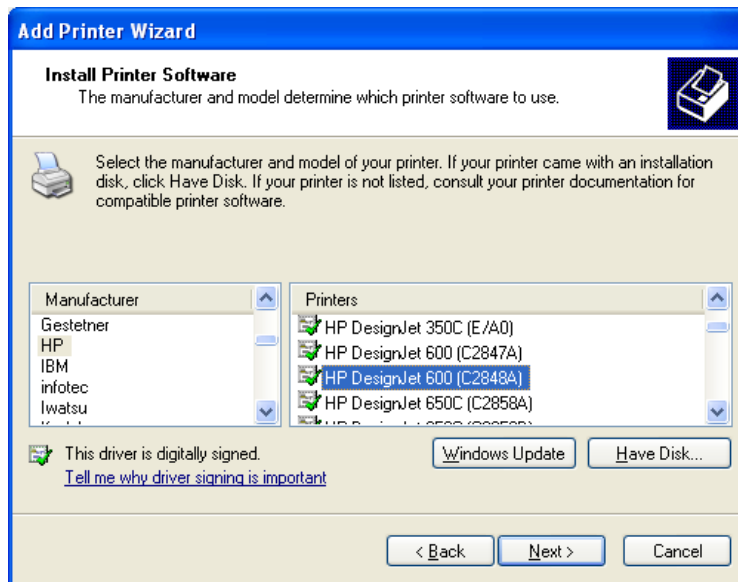 Add Printer Wizard
Install Printer Software
The manufacturer and model determine which printer software to use.
Select the manufacturer and model of your printer. If your printer came with an installation
disk, click Have Disk. If your printer is not listed, consult your printer documentation for
compatible printer software.
Manufacturer
Gestetner
HP
IBM
infotec
Iwatsu
Printers
HP DesignJet 350C (E/A0)
HP DesignJet 600 (C2847A)
HP DesignJet 600 (C2848A)
HP DesignJet 650C (C2858A)
This driver is digitally signed.
Tell me why driver signing is important
Windows Update
Have Disk...
< Back
Next >
Cancel